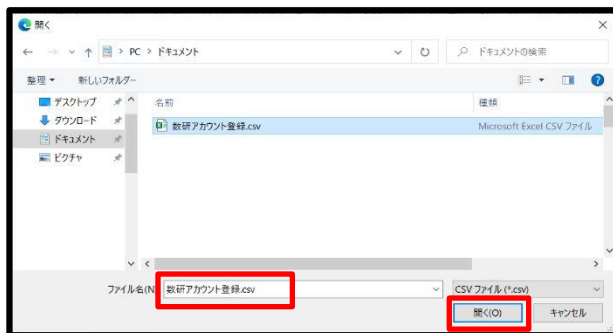 開く
PC > ドキュメント
ドキュメントの検索
整理 新しいフォルダー
名前 種類
デスクトップ
ダウンロード
ドキュメント
ピクチャ
数研アカウント登録.csv Microsoft Excel CSV ファイル
ファイル名(N 数研アカウント登録.csv CSV ファイル (*.csv)
開く(O) キャンセル